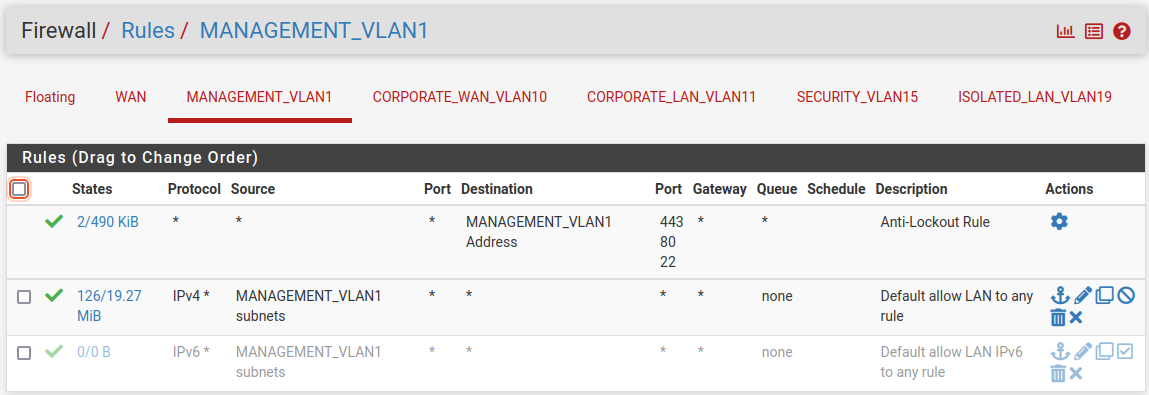 Firewall / Rules / MANAGEMENT_VLAN1
Floating WAN MANAGEMENT_VLAN1 CORPORATE_WAN_VLAN10 CORPORATE_LAN_VLAN11 SECURITY_VLAN15 ISOLATED_LAN_VLAN19
Rules (Drag to Change Order)
States Protocol Source Port Destination Port Gateway Queue Schedule Description Actions
2/490 KiB * * * MANAGEMENT_VLAN1 443 * * Anti-Lockout Rule
Address 80
22
126/19.27 IPv4 * MANAGEMENT_VLAN1 * * * * none Default allow LAN to any
MiB subnets rule
0/0 B IPv6 * MANAGEMENT_VLAN1 * * * * none Default allow LAN IPv6
subnets to any rule